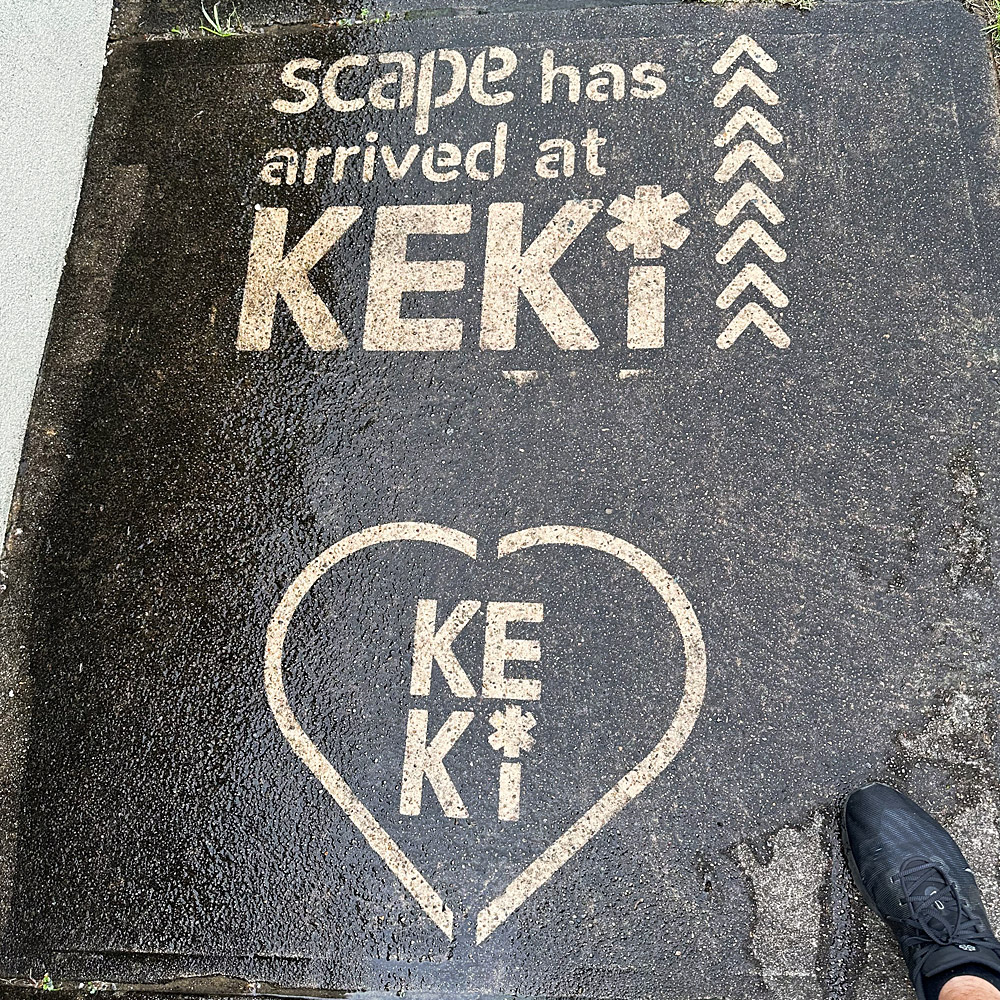 scape has
arrived at
KEKi
KE
Ki